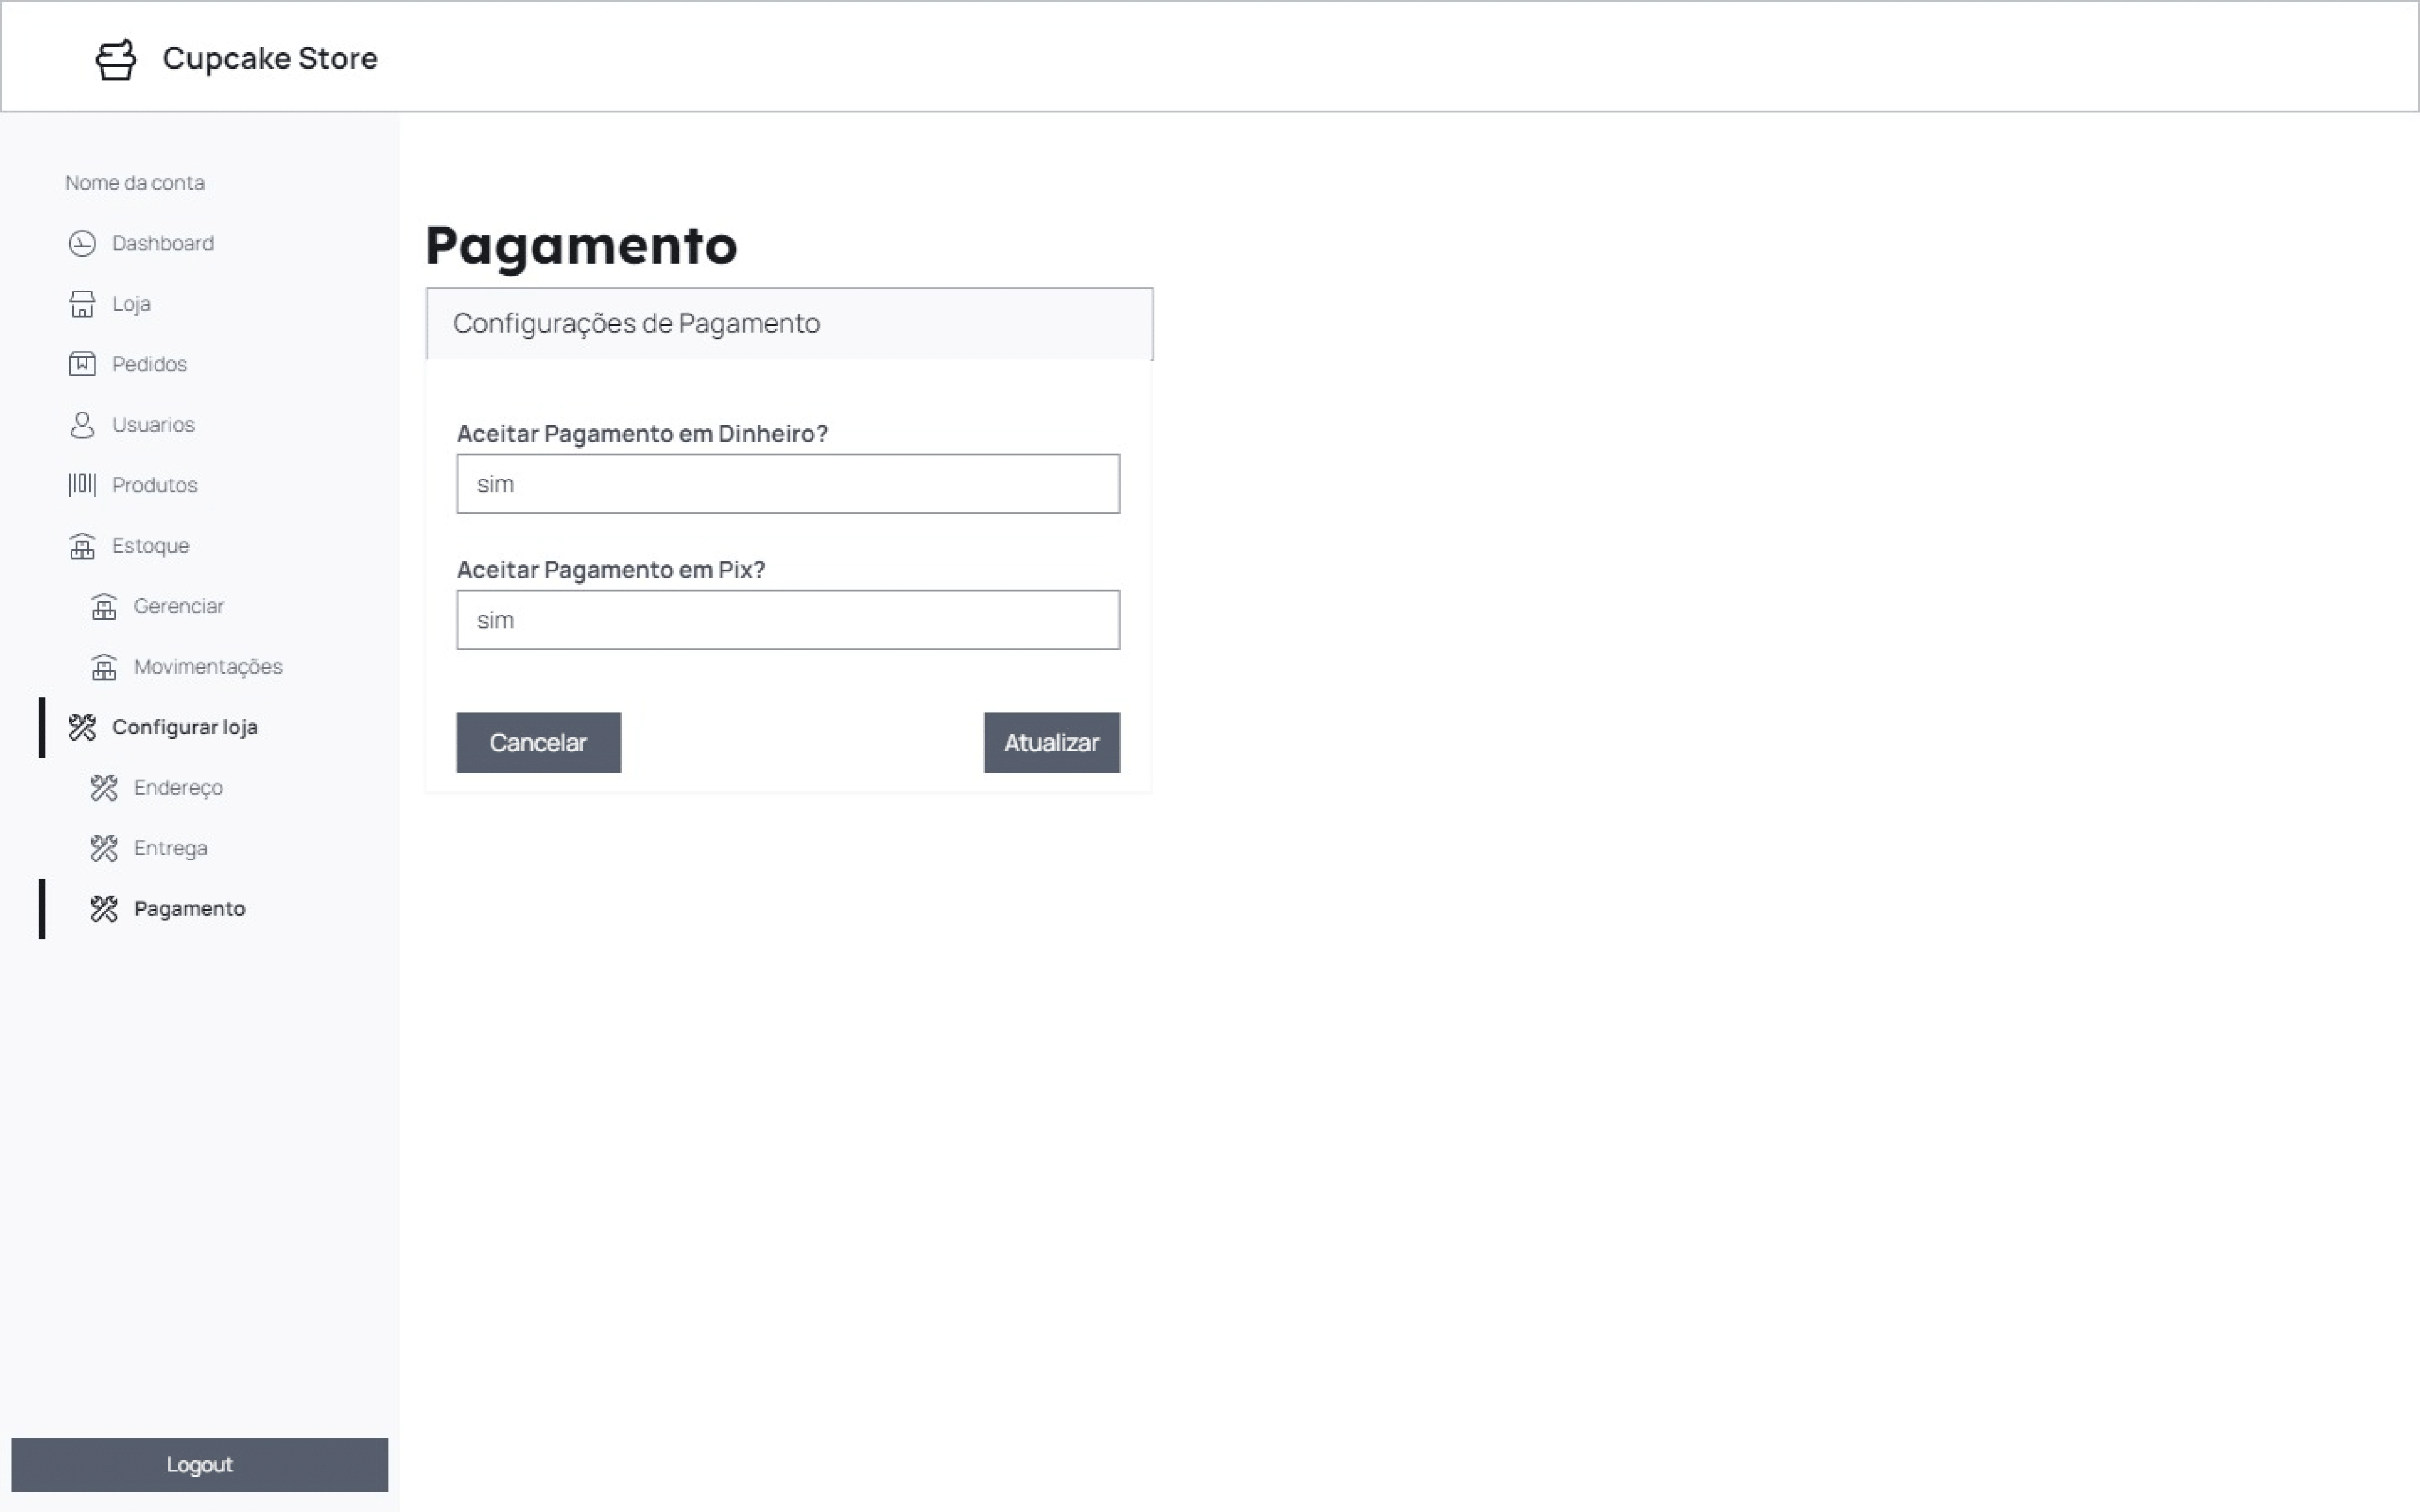 Cupcake Store
Nome da conta
Dashboard
Loja
Pedidos
Usuarios
Produtos
Estoque
Gerenciar
Movimentações
Configurar loja
Endereço
Entrega
Pagamento
Logout
Pagamento
Configurações de Pagamento
Aceitar Pagamento em Dinheiro?
sim
Aceitar Pagamento em Pix?
sim
Cancelar
Atualizar